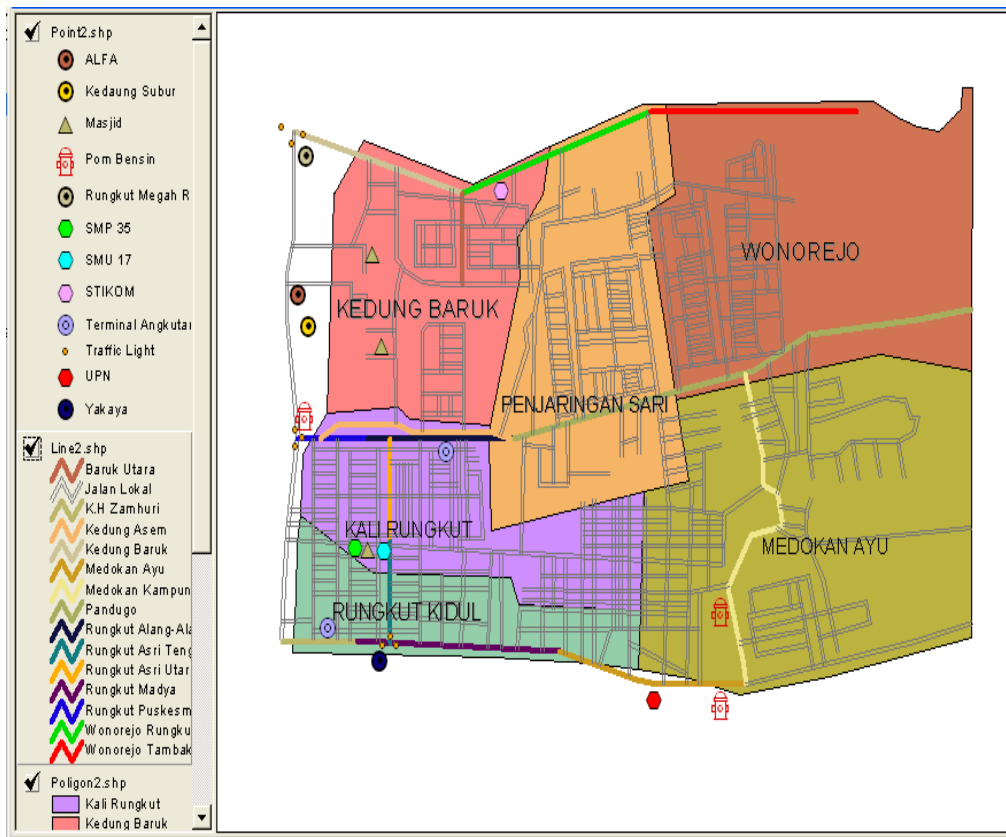 Point2.shp
ALFA
Kedaung Subur
Masjid
Pom Bensin
Rungkut Megah R
SMP 35
SMU 17
STIKOM
Terminal Angkutar
Traffic Light
UPN
Yakaya
Line2.shp
Baruk Utara
Jalan Lokal
K.H Zamhuri
Kedung Asem
Kedung Baruk
Medokan Ayu
Medokan Kampun
Pandugo
Rungkut Alang-Ala
Rungkut Asri Teng
Rungkut Asri Utar
Rungkut Madya
Rungkut Puskesm
Wonorejo Rungku
Wonorejo Tambak
Poligon2.shp
Kali Rungkut
Kedung Baruk
WONOREJO
KEDUNG BARUK
PENJARINGAN SARI
KALI RUNGKUT
MEDOKAN AYU
RUNGKUT KIDUL